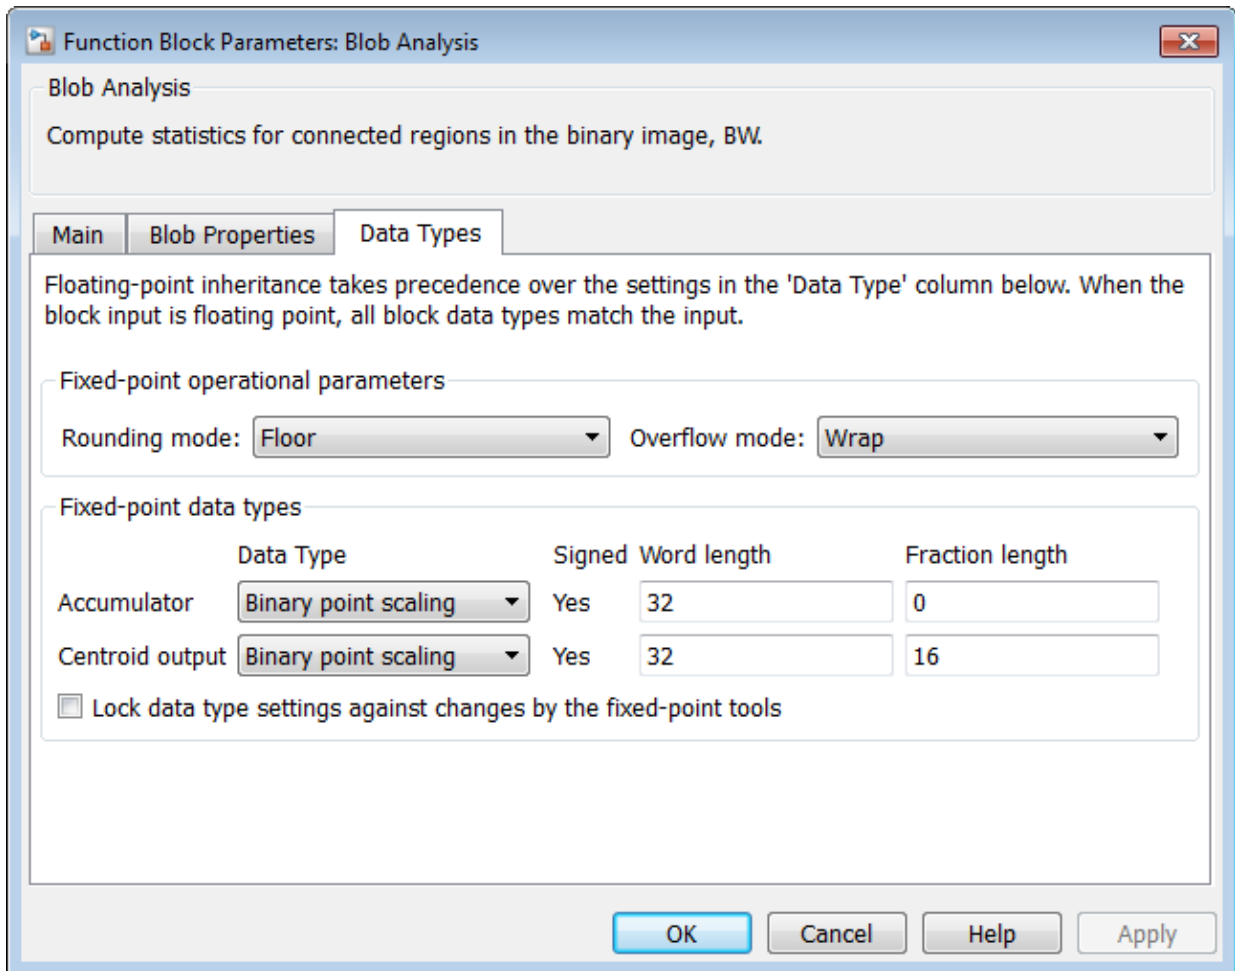 Function Block Parameters: Blob Analysis
Blob Analysis
Compute statistics for connected regions in the binary image, BW.
Main Blob Properties Data Types
Floating-point inheritance takes precedence over the settings in the 'Data Type' column below. When the
block input is floating point, all block data types match the input.
Fixed-point operational parameters
Rounding mode: Floor Overflow mode: Wrap
Fixed-point data types
Data Type Signed Word length Fraction length
Accumulator Binary point scaling Yes 32 0
Centroid output Binary point scaling Yes 32 16
Lock data type settings against changes by the fixed-point tools
OK Cancel Help Apply